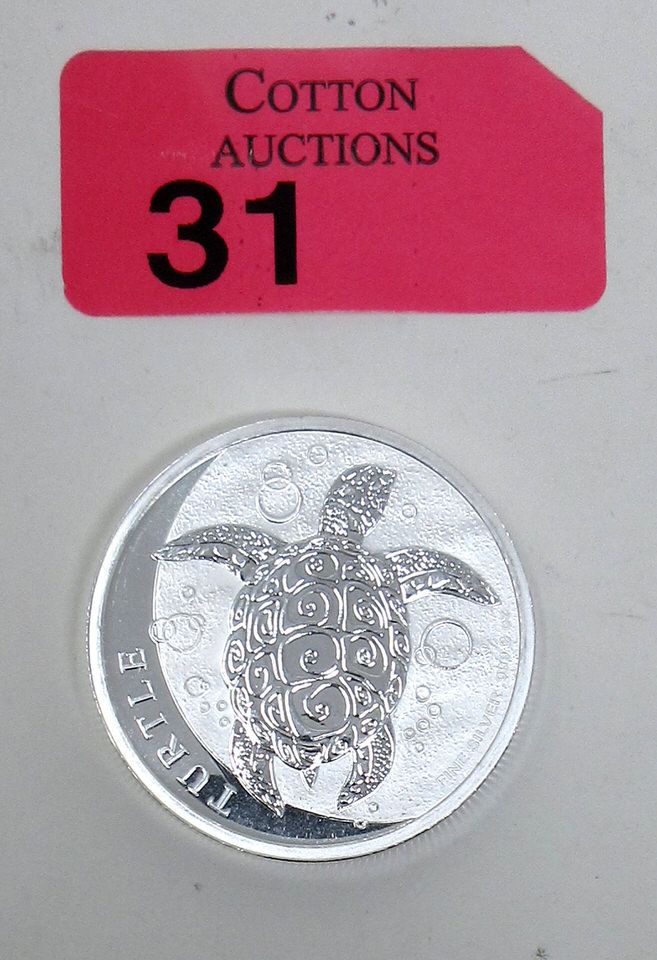 COTTON
AUCTIONS
31
TURTLE
FINE SILVER